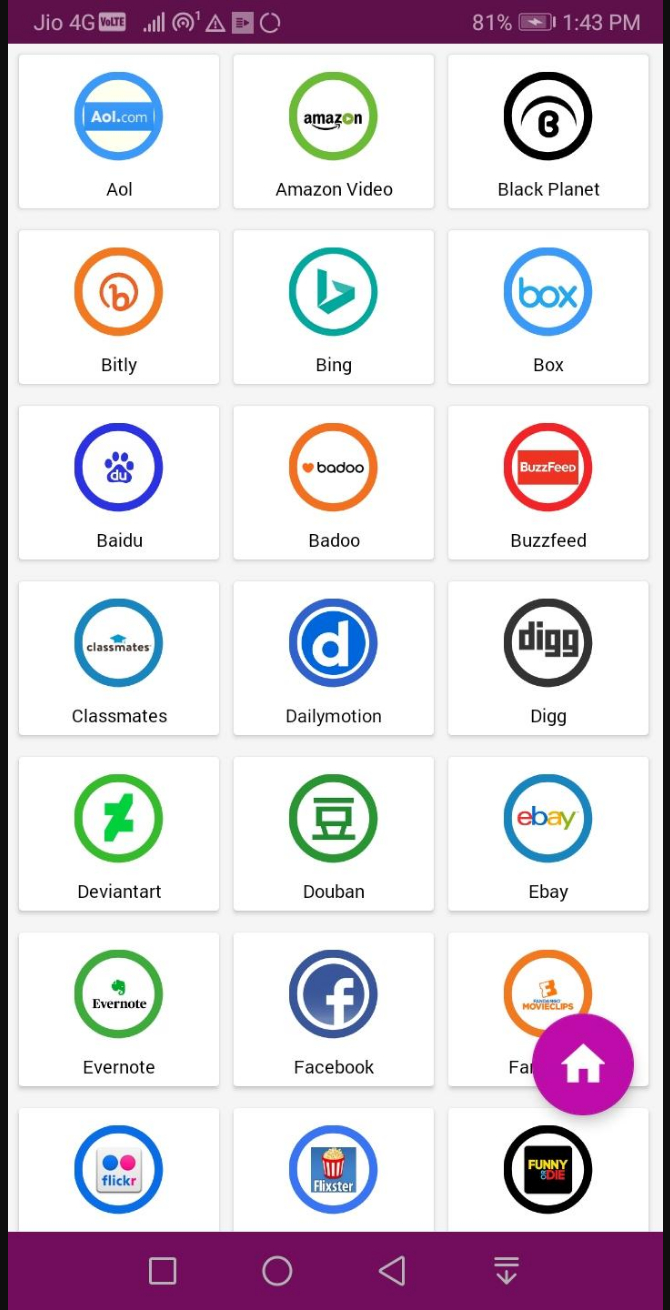 Jio 4G VoLTE 1 81% 1:43 PM
Aol.com amazon B
Aol Amazon Video Black Planet
b box
Bitly Bing Box
du badoo BuzzFeed
Baidu Badoo Buzzfeed
classmates d digg
Classmates Dailymotion Digg
豆 ebay
Deviantart Douban Ebay
Evernote f FANDANGO
MOVIECLIPS
Evernote Facebook Fan
flickr Flixster FUNNY
OR DIE